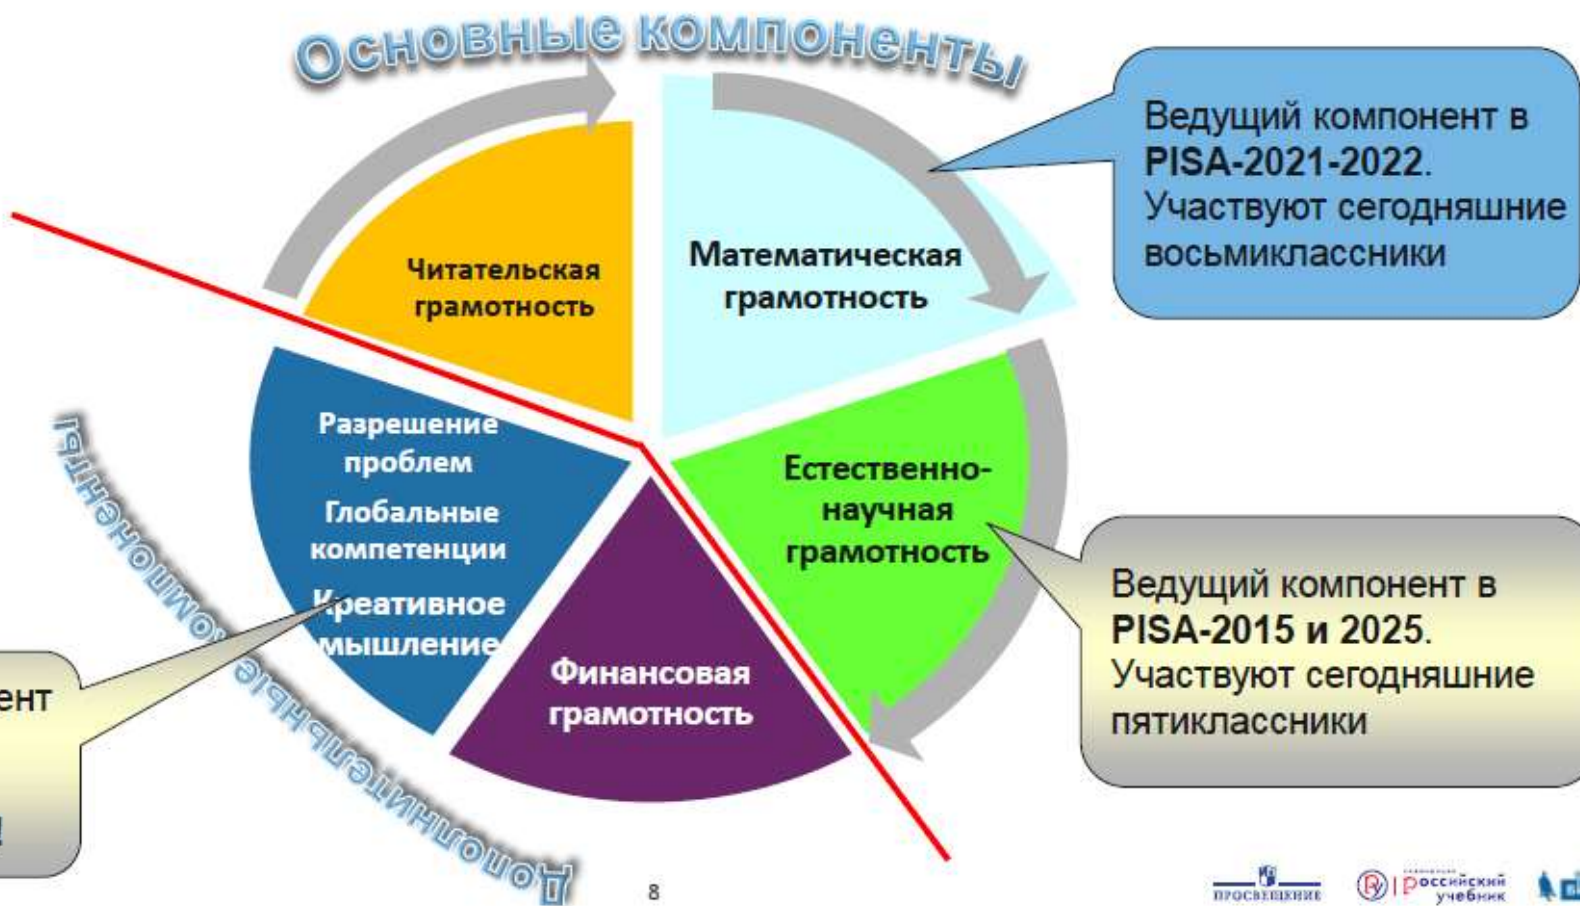 Основные компоненты
Ведущий компонент в
PISA-2021-2022.
Участвуют сегодняшние
восьмиклассники
Математическая
грамотность
Читательская
грамотность
Разрешение
проблем
Глобальные
компетенции
Креативное
мышление
Естественно-
научная
грамотность
Финансовая
грамотность
Ведущий компонент в
PISA-2015 и 2025.
Участвуют сегодняшние
пятиклассники
Дополнительные компоненты
ент
!
8
ПРОСВЕЩЕНИЕ
российский
учебник